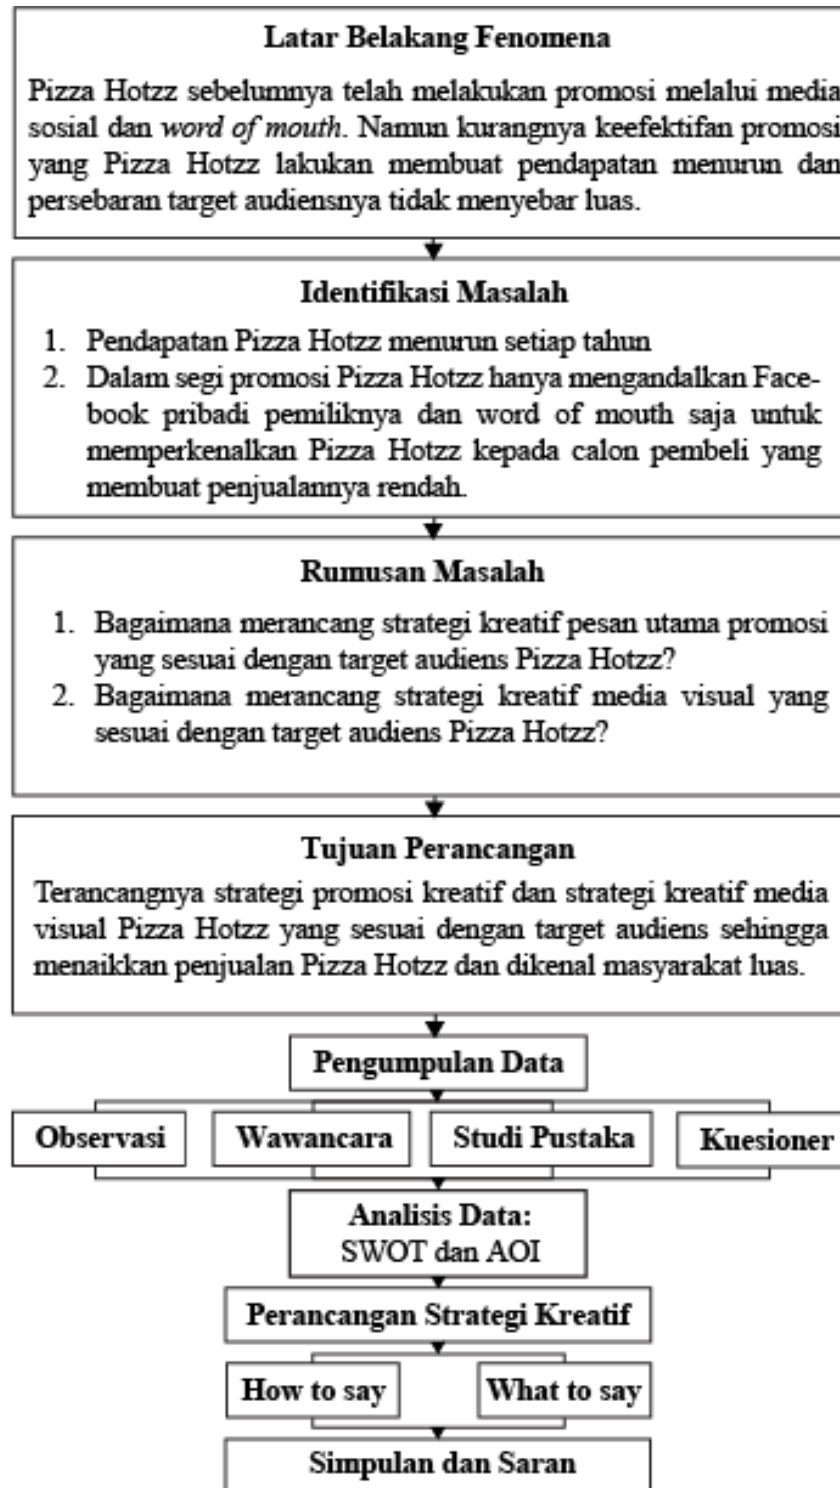 Latar Belakang Fenomena
Pizza Hotzz sebelumnya telah melakukan promosi melalui media
sosial dan word of mouth. Namun kurangnya keefektifan promosi
yang Pizza Hotzz lakukan membuat pendapatan menurun dan
persebaran target audiensnya tidak menyebar luas.
Identifikasi Masalah
1. Pendapatan Pizza Hotzz menurun setiap tahun
2. Dalam segi promosi Pizza Hotzz hanya mengandalkan Face-
book pribadi pemiliknya dan word of mouth saja untuk
memperkenalkan Pizza Hotzz kepada calon pembeli yang
membuat penjualannya rendah.
Rumusan Masalah
1. Bagaimana merancang strategi kreatif pesan utama promosi
yang sesuai dengan target audiens Pizza Hotzz?
2. Bagaimana merancang strategi kreatif media visual yang
sesuai dengan target audiens Pizza Hotzz?
Tujuan Perancangan
Terancangnya strategi promosi kreatif dan strategi kreatif media
visual Pizza Hotzz yang sesuai dengan target audiens sehingga
menaikkan penjualan Pizza Hotzz dan dikenal masyarakat luas.
Pengumpulan Data
Observasi
Wawancara
Studi Pustaka
Kuesioner
Analisis Data:
SWOT dan AOI
Perancangan Strategi Kreatif
How to say
What to say
Simpulan dan Saran